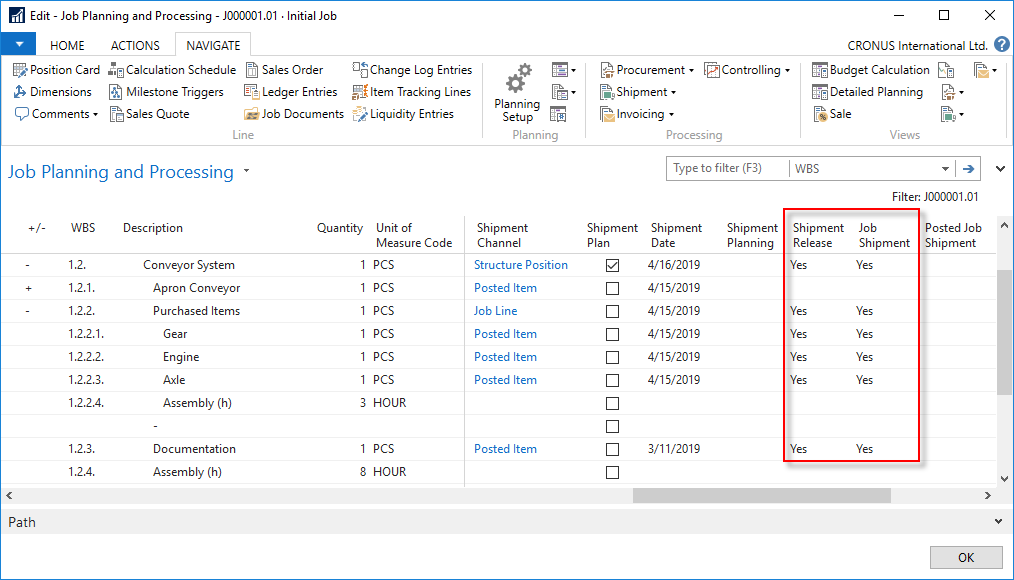 Edit - Job Planning and Processing - J000001.01 · Initial Job
HOME ACTIONS NAVIGATE CRONUS International Ltd.
Position Card Calculation Schedule Sales Order Change Log Entries Procurement Controlling Budget Calculation
Dimensions Milestone Triggers Ledger Entries Item Tracking Lines Shipment Detailed Planning
Comments Sales Quote Job Documents Liquidity Entries Planning Setup Invoicing Sale
Line Planning Processing Views
Job Planning and Processing Type to filter (F3) WBS
Filter: J000001.01
+/- WBS Description Quantity Unit of Measure Code Shipment Channel Shipment Plan Shipment Date Shipment Planning Shipment Release Job Shipment Posted Job Shipment
- 1.2. Conveyor System 1 PCS Structure Position 4/16/2019 Yes Yes
+ 1.2.1. Apron Conveyor 1 PCS Posted Item 4/15/2019
- 1.2.2. Purchased Items 1 PCS Job Line 4/15/2019 Yes Yes
1.2.2.1. Gear 1 PCS Posted Item 4/15/2019 Yes Yes
1.2.2.2. Engine 1 PCS Posted Item 4/15/2019 Yes Yes
1.2.2.3. Axle 1 PCS Posted Item 4/15/2019 Yes Yes
1.2.2.4. Assembly (h) 3 HOUR
-
1.2.3. Documentation 1 PCS Posted Item 3/11/2019 Yes Yes
1.2.4. Assembly (h) 8 HOUR
Path
OK